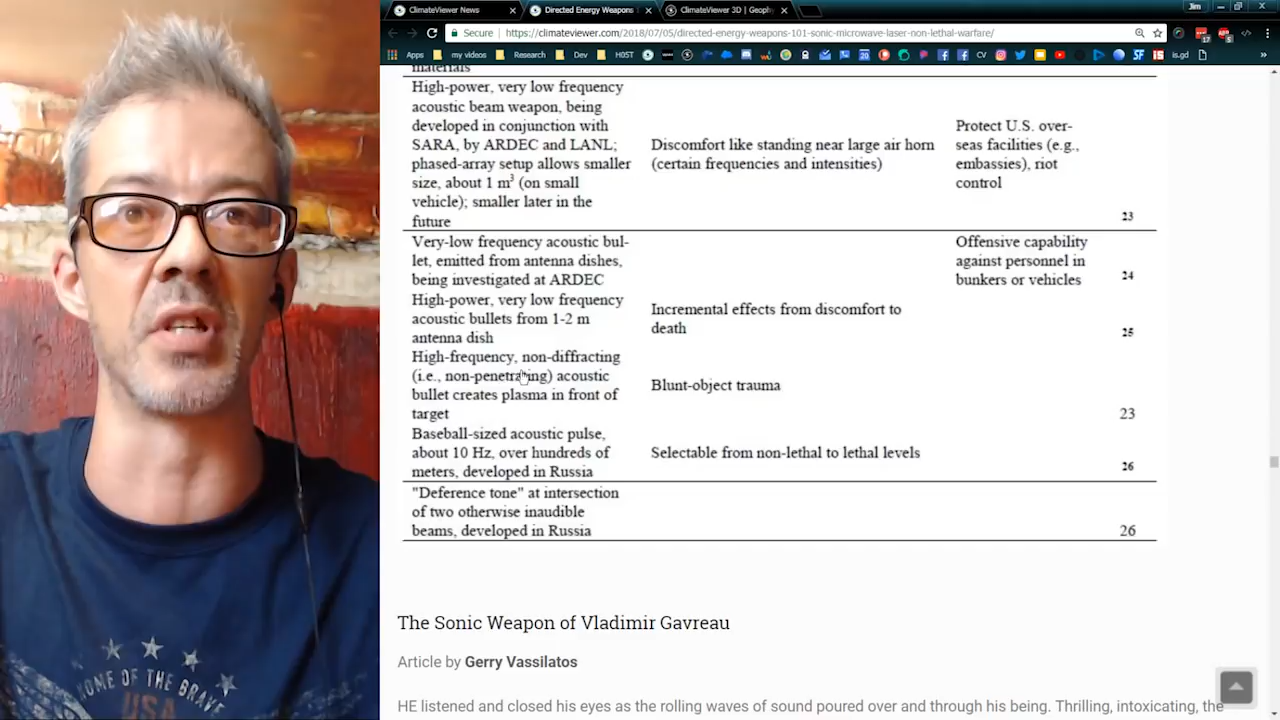 ClimateViewer News
Directed Energy Weapons
ClimateViewer 3D | Geoph
Jim
Secure
https://climateviewer.com/2018/07/05/directed-energy-weapons-101-sonic-microwave-laser-non-lethal-warfare/
Apps
my videos
Research
Dev
H05T
is.gd
materials
High-power, very low frequency
acoustic beam weapon, being
developed in conjunction with
SARA, by ARDEC and LANL;
phased-array setup allows smaller
size, about 1 m³ (on small
vehicle); smaller later in the
future
Discomfort like standing near large air horn
(certain frequencies and intensities)
Protect U.S. over-
seas facilities (e.g.,
embassies), riot
control
23
Very-low frequency acoustic bul-
let, emitted from antenna dishes,
being investigated at ARDEC
Offensive capability
against personnel in
bunkers or vehicles
24
High-power, very low frequency
acoustic bullets from 1-2 m
antenna dish
Incremental effects from discomfort to
death
25
High-frequency, non-diffracting
(i.e., non-penetrating) acoustic
bullet creates plasma in front of
target
Blunt-object trauma
23
Baseball-sized acoustic pulse,
about 10 Hz, over hundreds of
meters, developed in Russia
Selectable from non-lethal to lethal levels
26
"Deference tone" at intersection
of two otherwise inaudible
beams, developed in Russia
26
The Sonic Weapon of Vladimir Gavreau
Article by Gerry Vassilatos
HE listened and closed his eyes as the rolling waves of sound poured over and through his being. Thrilling, intoxicating, the
HOME OF THE BRAVE
USA